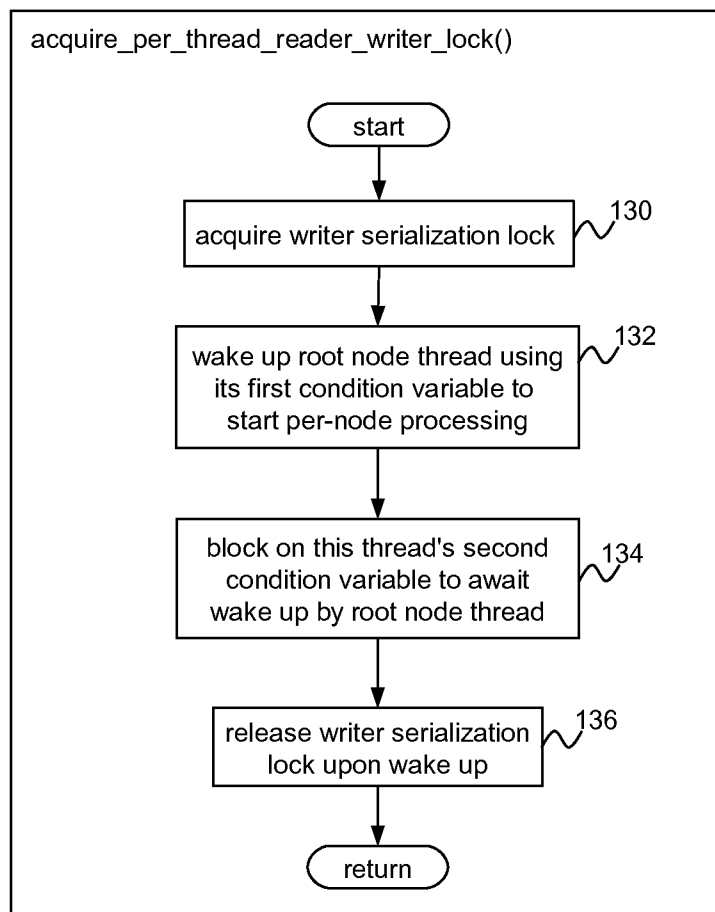 acquire_per_thread_reader_writer_lock()
start
acquire writer serialization lock
130
wake up root node thread using
its first condition variable to
start per-node processing
132
block on this thread's second
condition variable to await
wake up by root node thread
134
release writer serialization
lock upon wake up
136
return